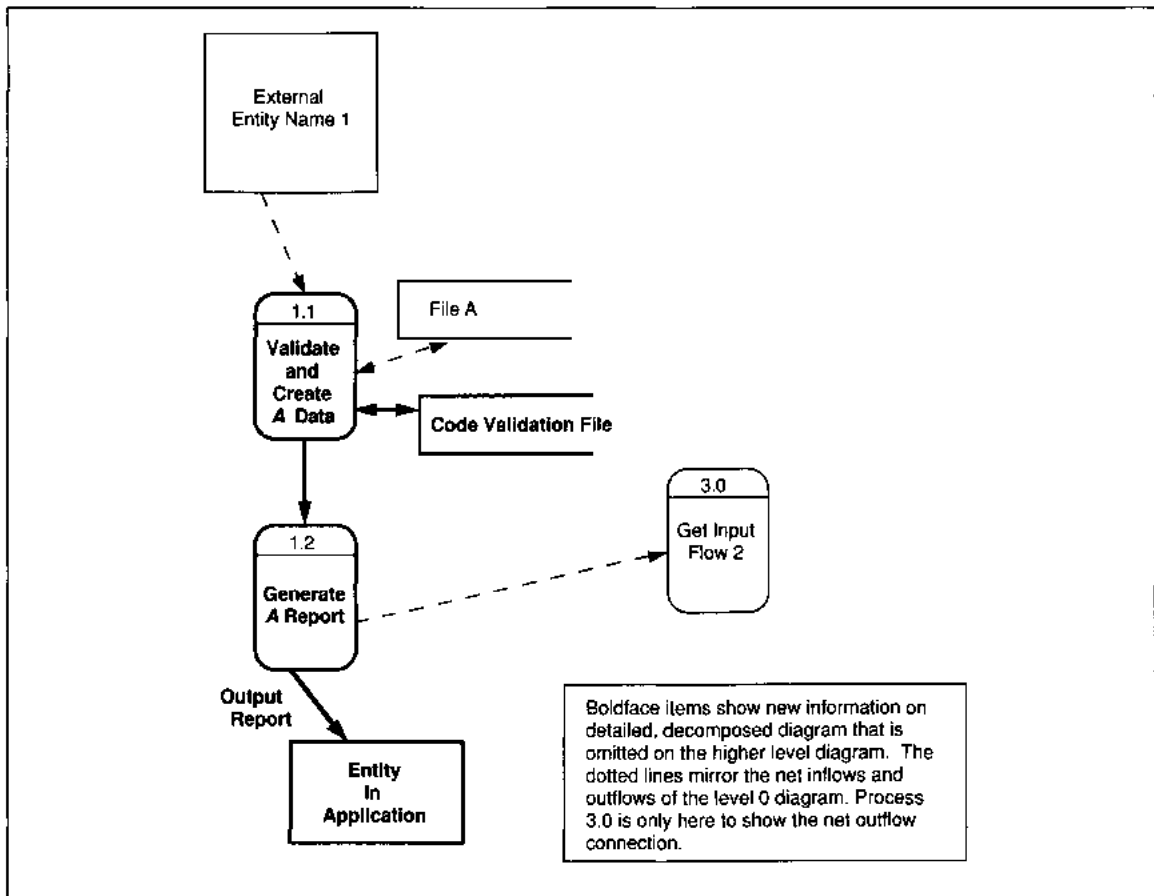 External
Entity Name 1
1.1
Validate
and
Create
A Data
File A
Code Validation File
3.0
Get Input
Flow 2
1.2
Generate
A Report
Output
Report
Entity
In
Application
Boldface items show new information on
detailed, decomposed diagram that is
omitted on the higher level diagram. The
dotted lines mirror the net inflows and
outflows of the level 0 diagram. Process
3.0 is only here to show the net outflow
connection.